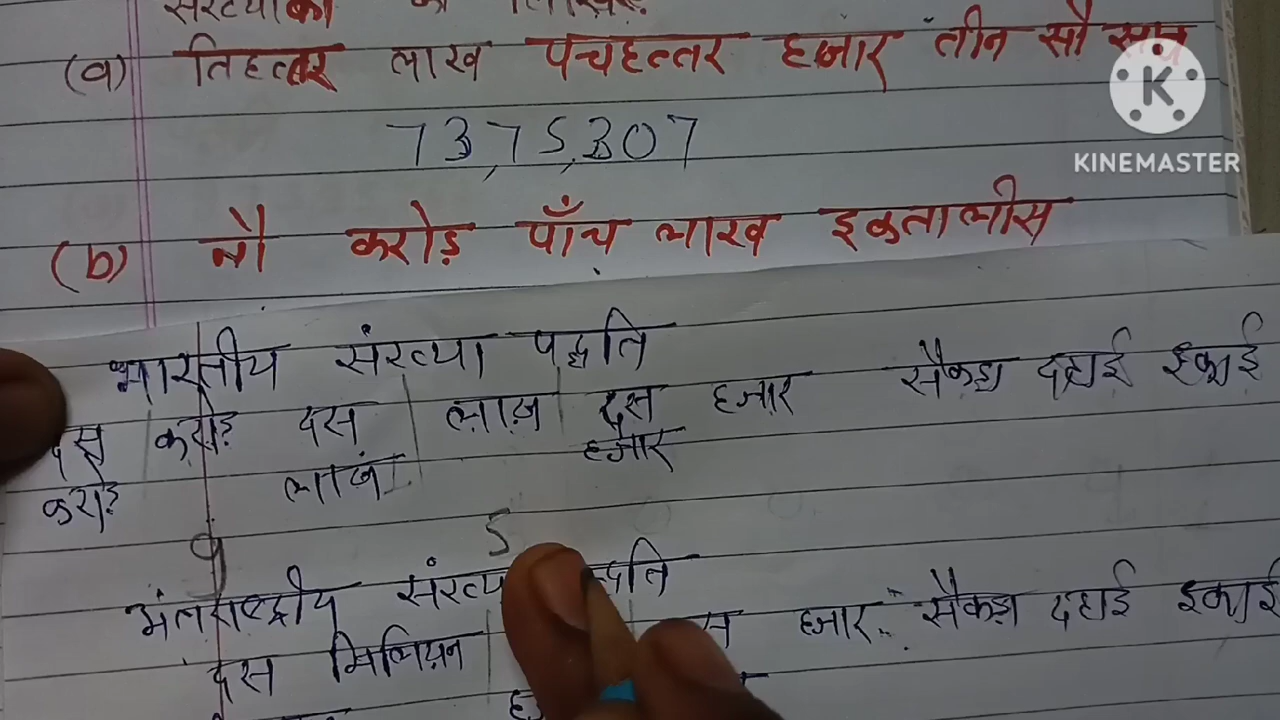 संख्याओं को लिखिए.
(a) तिहत्तर लाख पचहत्तर हजार तीन सौ सात
73,75,307
KINEMASTER
(b) नौ करोड़ पाँच लाख इकतालीस
भारतीय संख्या पद्धति
दस करोड़ दस लाख दस हजार सैकड़ा दहाई इकाई
करोड़ लाख हजार
9 5
अंतराष्ट्रीय संख्या
दस मिलियन हजार सैकड़ा दहाई इकाई